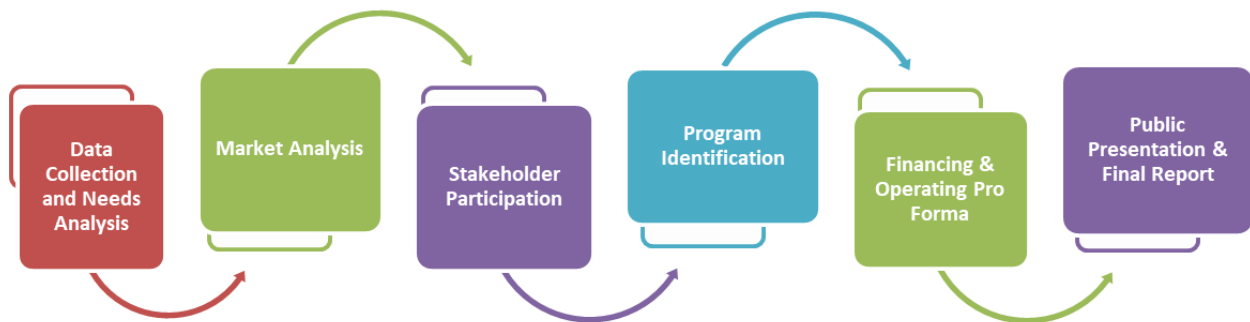 Data
Collection
and Needs
Analysis
Market Analysis
Stakeholder
Participation
Program
Identification
Financing &
Operating Pro
Forma
Public
Presentation &
Final Report